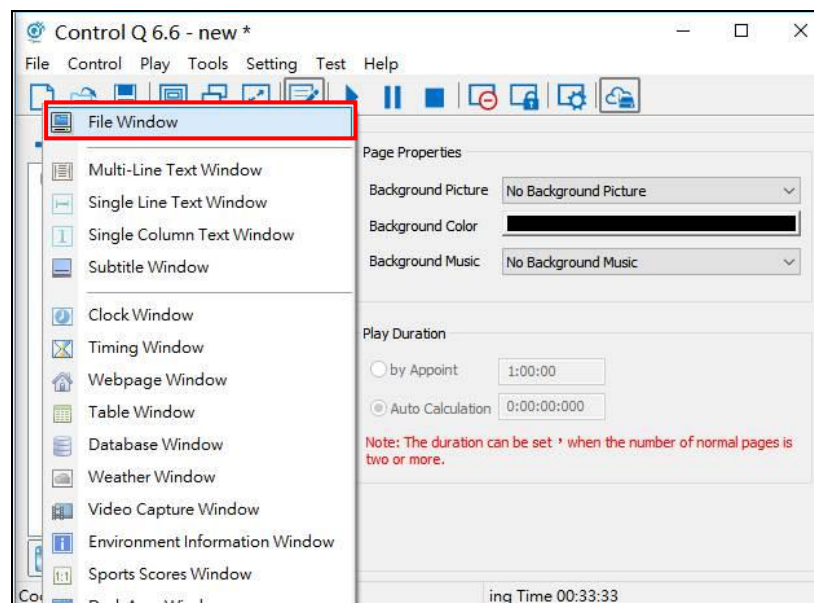 Control Q 6.6 - new *
File Control Play Tools Setting Test Help
File Window
Multi-Line Text Window
Single Line Text Window
Single Column Text Window
Subtitle Window
Clock Window
Timing Window
Webpage Window
Table Window
Database Window
Weather Window
Video Capture Window
Environment Information Window
Sports Scores Window
Page Properties
Background Picture No Background Picture
Background Color
Background Music No Background Music
Play Duration
by Appoint 1:00:00
Auto Calculation 0:00:00:000
Note: The duration can be set，when the number of normal pages is
two or more.
ing Time 00:33:33